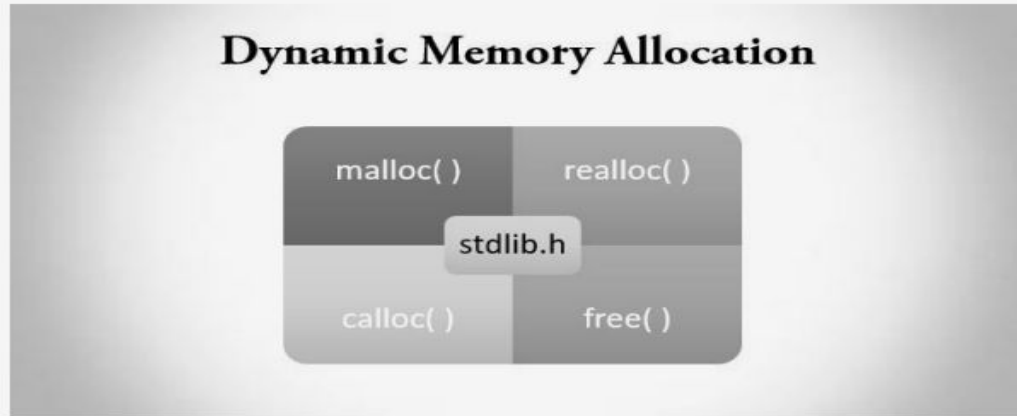 Dynamic Memory Allocation
malloc( ) realloc( )
stdlib.h
calloc( ) free( )